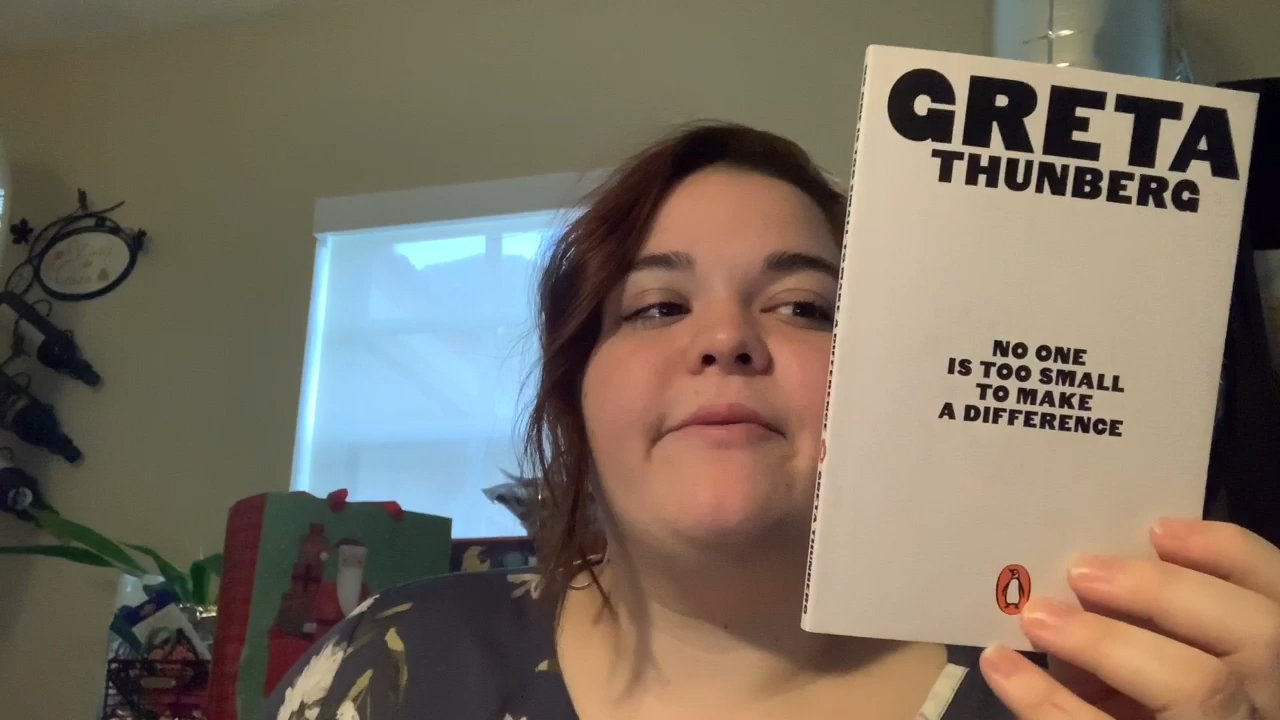 GRETA
THUNBERG
NO ONE
IS TOO SMALL
TO MAKE
A DIFFERENCE